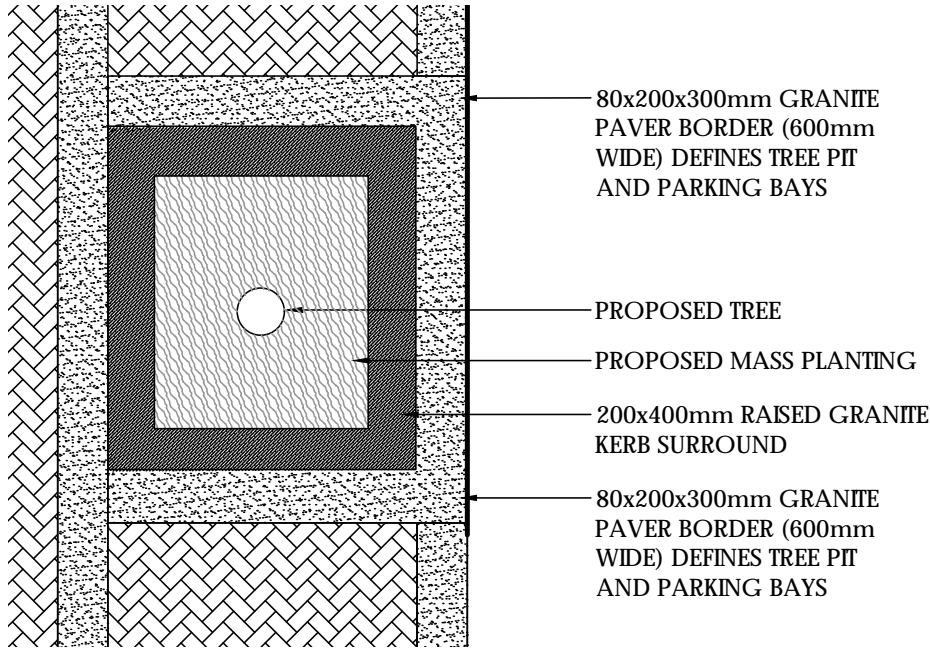 80x200x300mm GRANITE
PAVER BORDER (600mm
WIDE) DEFINES TREE PIT
AND PARKING BAYS
PROPOSED TREE
PROPOSED MASS PLANTING
200x400mm RAISED GRANITE
KERB SURROUND
80x200x300mm GRANITE
PAVER BORDER (600mm
WIDE) DEFINES TREE PIT
AND PARKING BAYS